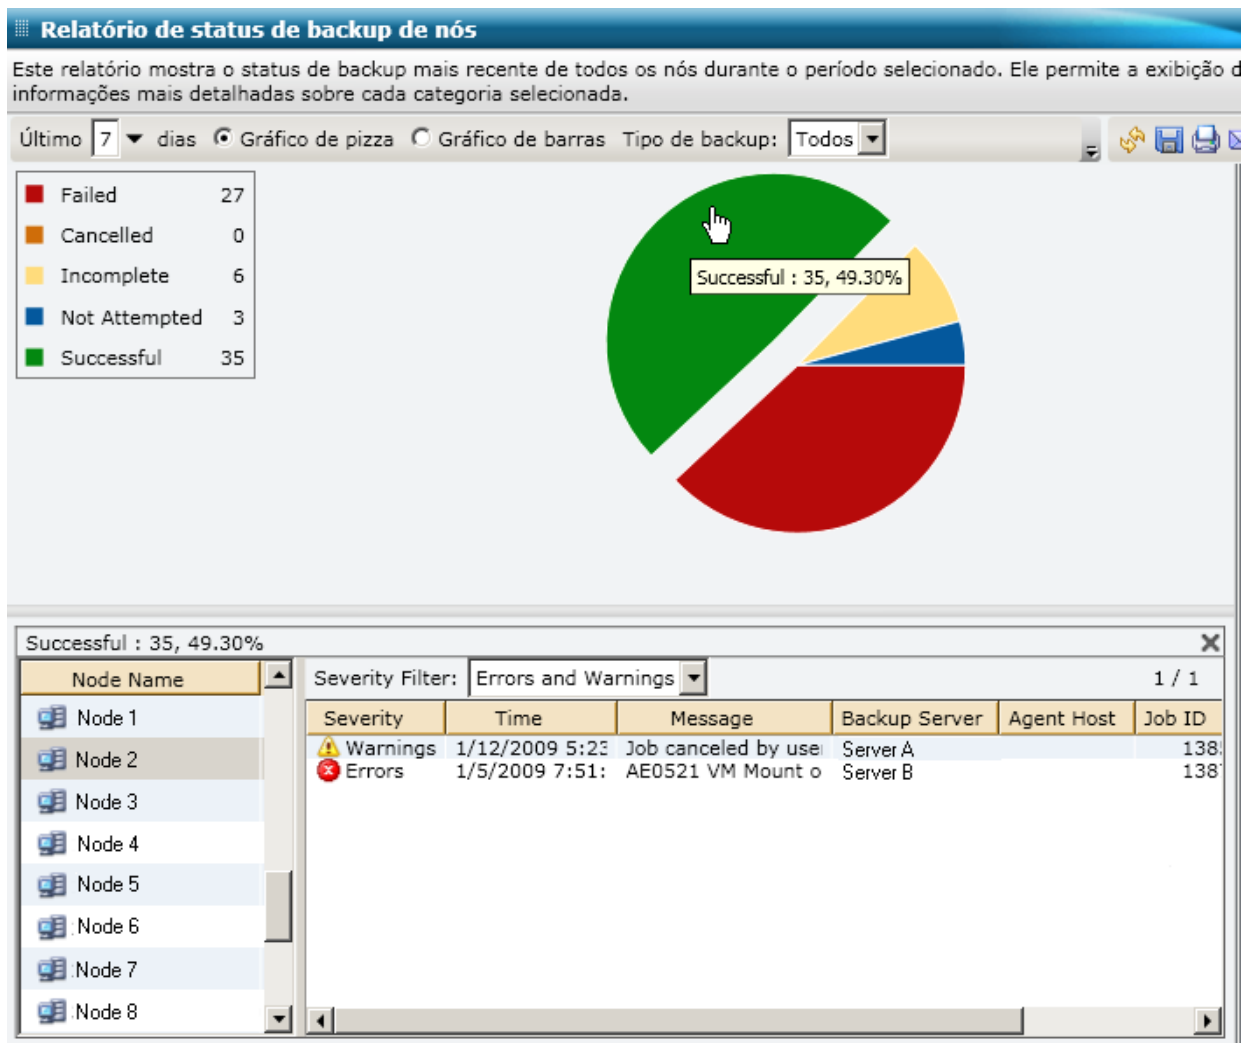 Relatório de status de backup de nós
Este relatório mostra o status de backup mais recente de todos os nós durante o período selecionado. Ele permite a exibição
informações mais detalhadas sobre cada categoria selecionada.
Último 7 dias Gráfico de pizza Gráfico de barras Tipo de backup: Todos
Failed 27
Cancelled 0
Incomplete 6
Not Attempted 3
Successful 35
Successful : 35, 49.30%
Successful : 35, 49.30%
Node Name
Node 1
Node 2
Node 3
Node 4
Node 5
Node 6
Node 7
Node 8
Severity Filter: Errors and Warnings 1 / 1
Severity Time Message Backup Server Agent Host Job ID
Warnings 1/12/2009 5:23 Job canceled by Server A
Errors 1/5/2009 7:51: AE0521 VM Mount Server B